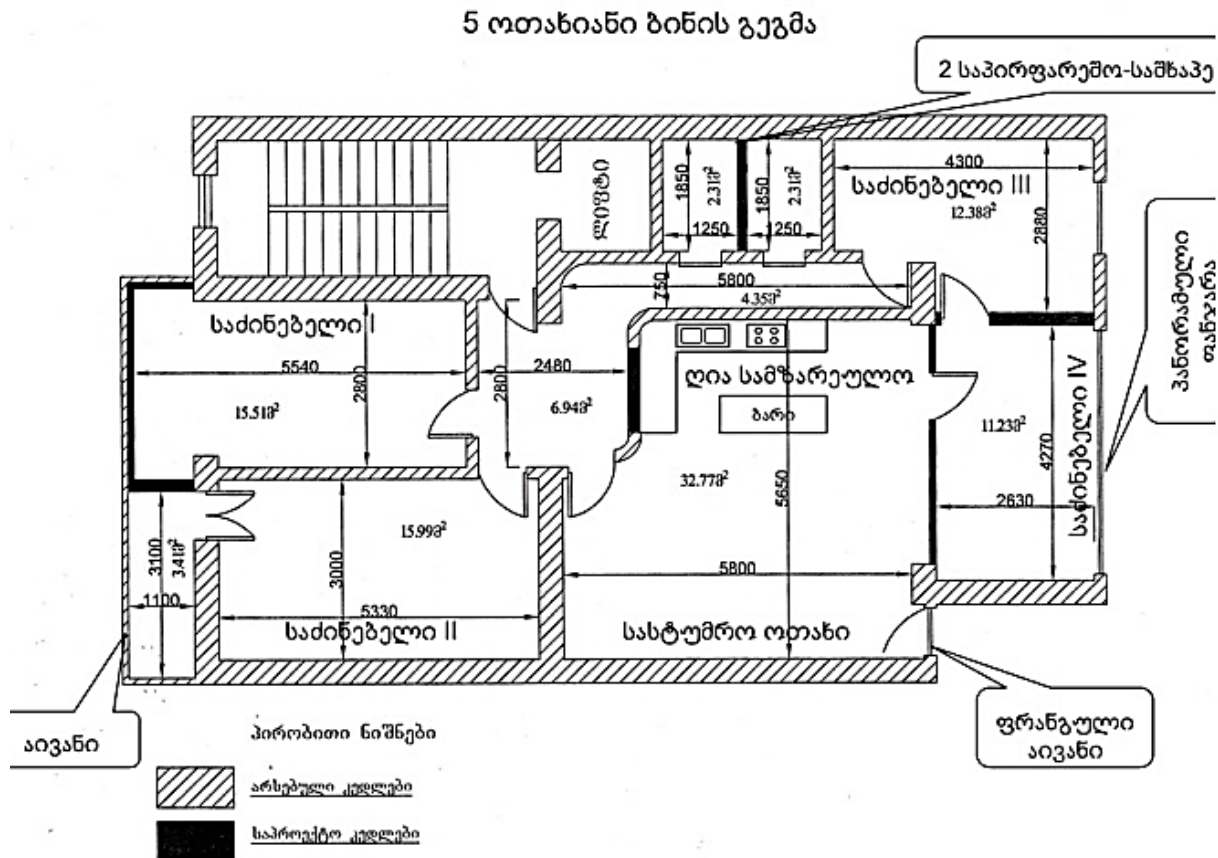 5 ოთახიანი ბინის გეგმა
2 საპირფარეშო-საშხაპე
ლიფტი
1850
2.31მ²
1250
1850
2.31მ²
1250
4300
საძინებელი III
12.38მ²
2880
პანორამული
ფანჯარა
750
5800
4.35მ²
საძინებელი I
5540
2800
15.51მ²
2800
2480
6.94მ²
ღია სამზარეულო
ბარი
32.77მ²
5650
5800
სასტუმრო ოთახი
11.23მ²
4270
2630
საძინებელი IV
3100
3.41მ²
1100
15.99მ²
3000
5330
საძინებელი II
აივანი
ფრანგული
აივანი
პირობითი ნიშნები
არსებული კედლები
საპროექტო კედლები